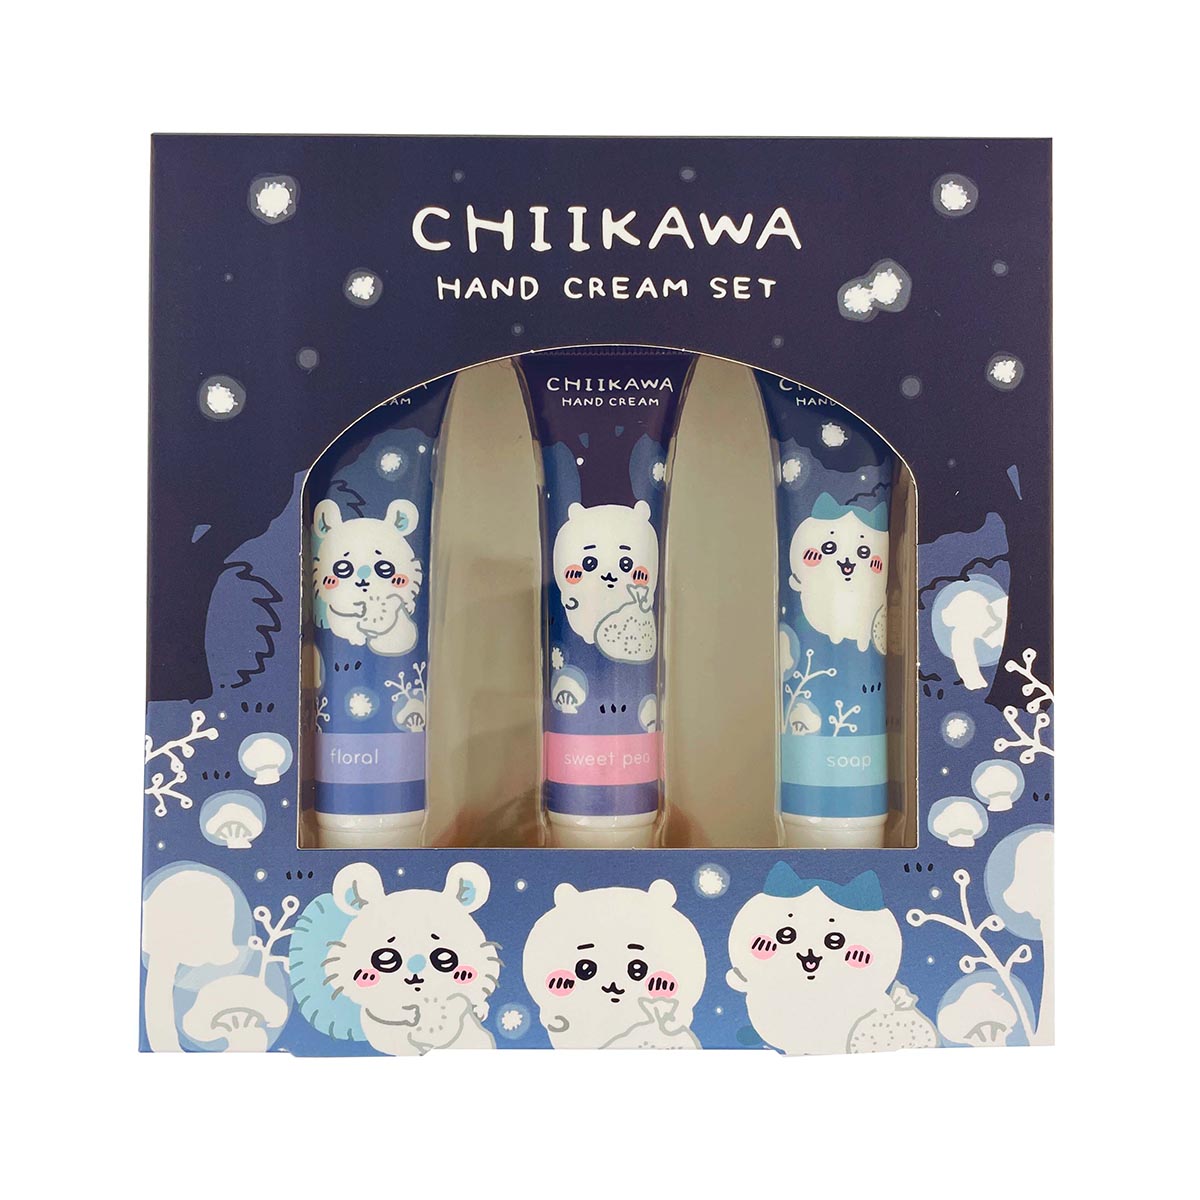 CHIIKAWA
HAND CREAM SET
CHIIKAWA
HAND CREAM
floral
sweet pea
soap